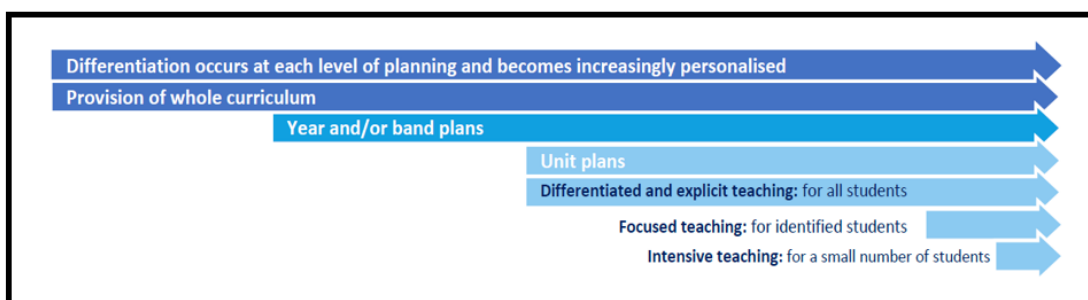 Differentiation occurs at each level of planning and becomes increasingly personalised
Provision of whole curriculum
Year and/or band plans
Unit plans
Differentiated and explicit teaching: for all students
Focused teaching: for identified students
Intensive teaching: for a small number of students